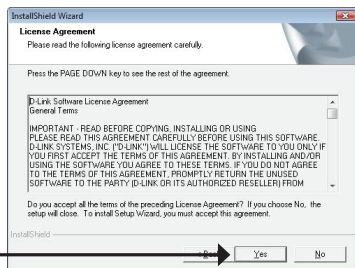 InstallShield Wizard
License Agreement
Please read the following license agreement carefully.
Press the PAGE DOWN key to see the rest of the agreement.
D-Link Software License Agreement
General Terms
IMPORTANT - READ BEFORE COPYING, INSTALLING OR USING
PLEASE READ THIS AGREEMENT CAREFULLY BEFORE USING THIS SOFTWARE.
D-LINK SYSTEMS, INC. ("D-LINK") WILL LICENSE THE SOFTWARE TO YOU ONLY IF
YOU FIRST ACCEPT THE TERMS OF THIS AGREEMENT. BY INSTALLING AND/OR
USING THE SOFTWARE YOU AGREE TO THESE TERMS. IF YOU DO NOT AGREE
TO THE TERMS OF THIS AGREEMENT, PROMPTLY RETURN THE UNUSED
SOFTWARE TO THE PARTY (D-LINK OR ITS AUTHORIZED RESELLER) FROM
Do you accept all the terms of the preceding License Agreement? If you choose No, the
setup will close. To install Setup Wizard, you must accept this agreement.
InstallShield
Yes No